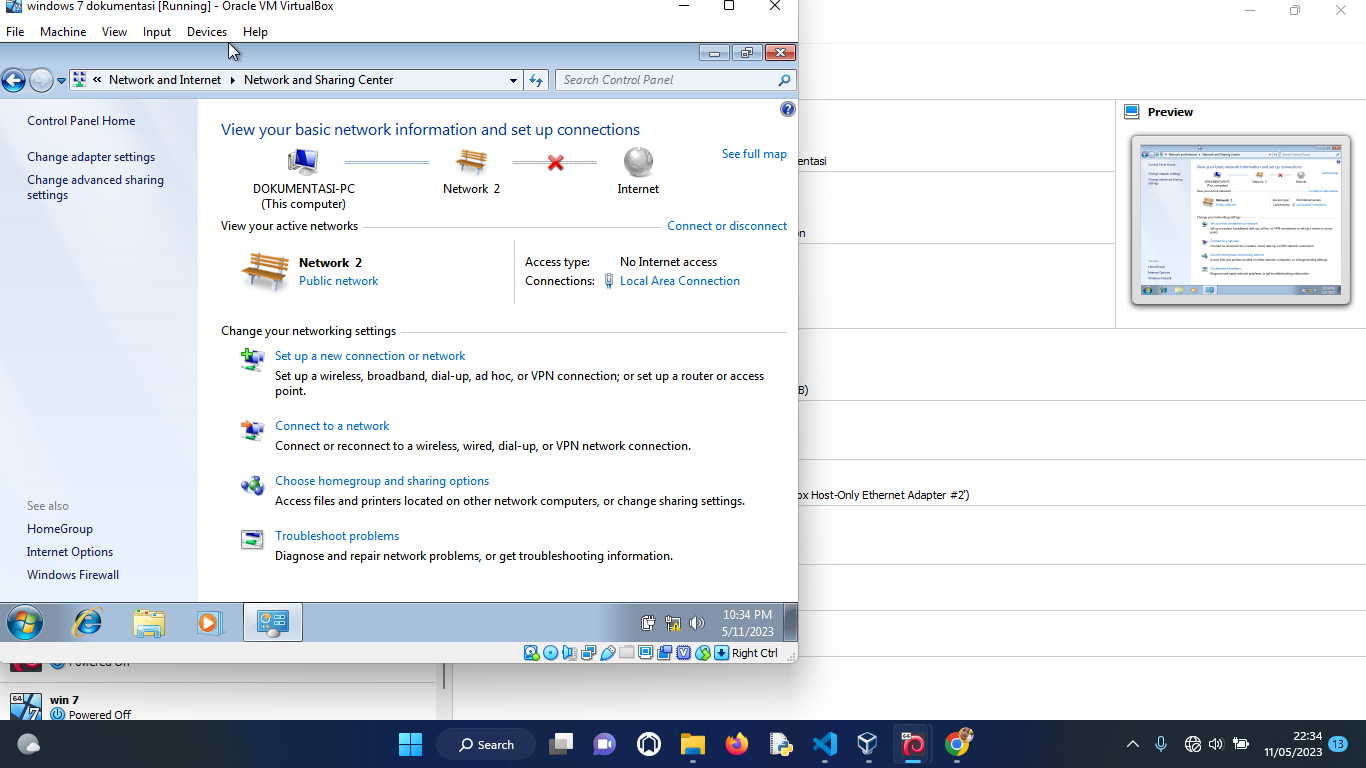 windows 7 dokumentasi [Running] - Oracle VM VirtualBox
File Machine View Input Devices Help
« Network and Internet Network and Sharing Center
Search Control Panel
Control Panel Home
Change adapter settings
Change advanced sharing
settings
View your basic network information and set up connections
See full map
DOKUMENTASI-PC
(This computer)
Network 2
Internet
View your active networks
Connect or disconnect
Network 2
Public network
Access type: No Internet access
Connections: Local Area Connection
Change your networking settings
Set up a new connection or network
Set up a wireless, broadband, dial-up, ad hoc, or VPN connection; or set up a router or access
point.
Connect to a network
Connect or reconnect to a wireless, wired, dial-up, or VPN network connection.
Choose homegroup and sharing options
Access files and printers located on other network computers, or change sharing settings.
Troubleshoot problems
Diagnose and repair network problems, or get troubleshooting information.
See also
HomeGroup
Internet Options
Windows Firewall
10:34 PM
5/11/2023
Right Ctrl
Preview
entasi
on
B)
ox Host-Only Ethernet Adapter #2')
Powered Off
64
win 7
Powered Off
Search
64
22:34
11/05/2023
13